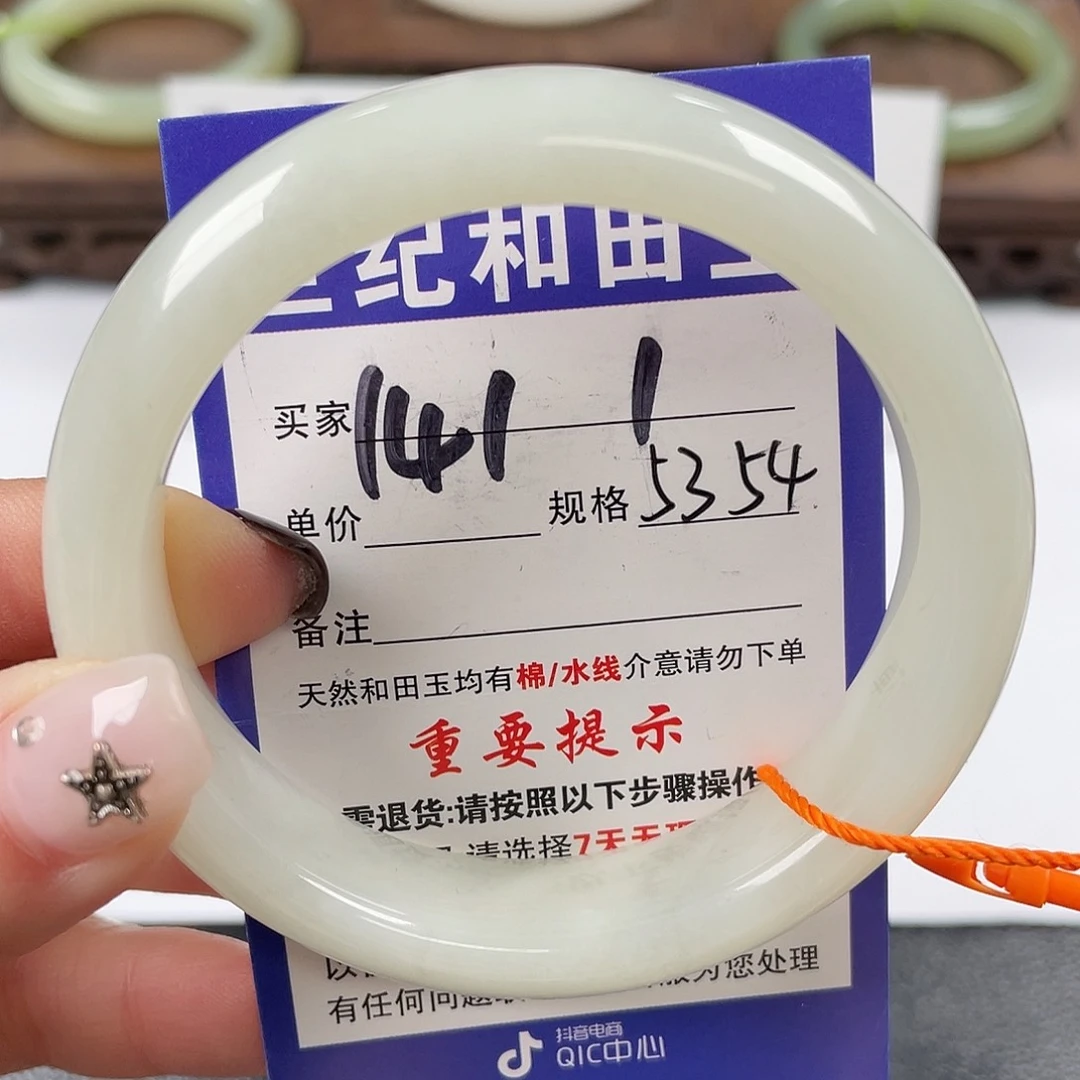 纪和田
买家 141 1
单价 规格 53 54
备注
天然和田玉均有棉/水线介意请勿下单
重要提示
需退货:请按照以下步骤操作
请选择7天无理
为您处理
有任何问题
抖音电商
QIC中心